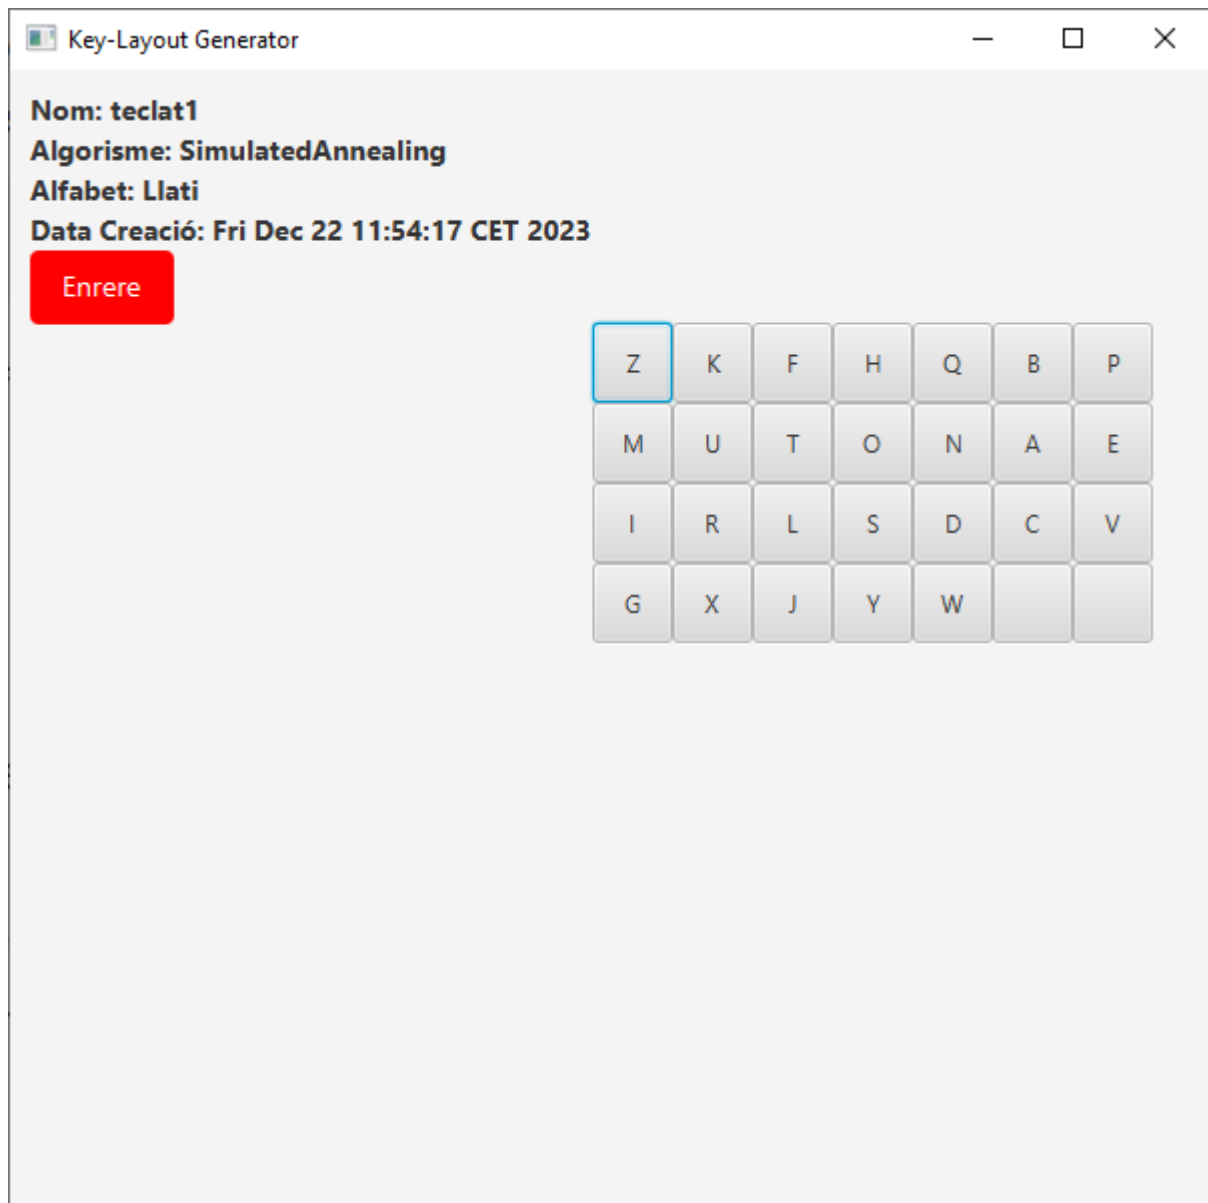 Key-Layout Generator
Nom: teclat1
Algorisme: SimulatedAnnealing
Alfabet: Llati
Data Creació: Fri Dec 22 11:54:17 CET 2023
Enrere
Z K F H Q B P
M U T O N A E
I R L S D C V
G X J Y W